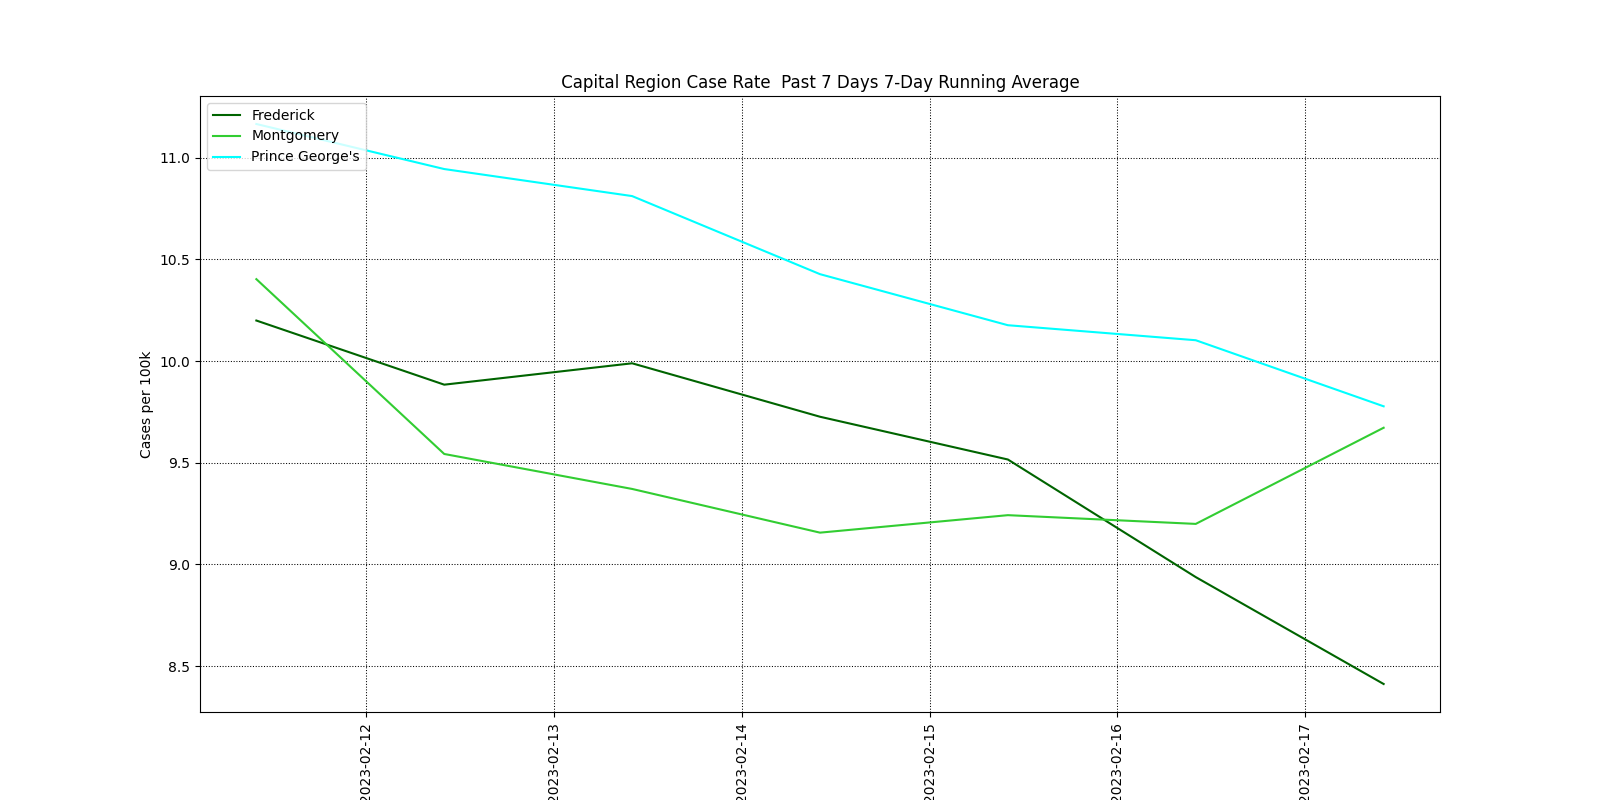 Capital Region Case Rate  Past 7 Days 7-Day Running Average
Frederick
Montgomery
Prince George's
11.0
10.5
10.0
9.5
9.0
8.5
Cases per 100k
2023-02-12
2023-02-13
2023-02-14
2023-02-15
2023-02-16
2023-02-17